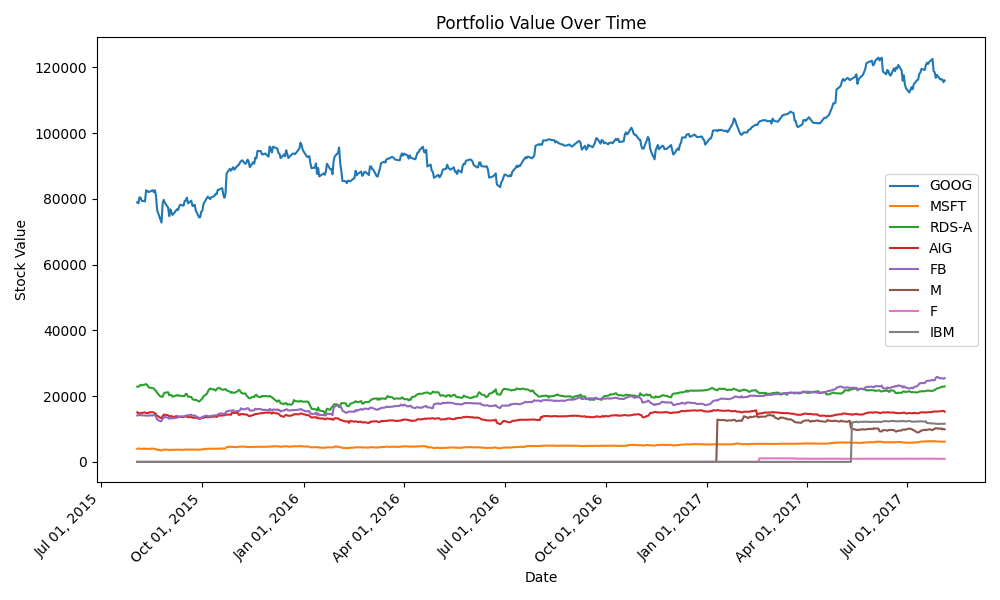 Portfolio Value Over Time
Stock Value
120000
100000
80000
60000
40000
20000
0
GOOG
MSFT
RDS-A
AIG
FB
M
F
IBM
Jul 01, 2015
Oct 01, 2015
Jan 01, 2016
Apr 01, 2016
Jul 01, 2016
Oct 01, 2016
Jan 01, 2017
Apr 01, 2017
Jul 01, 2017
Date